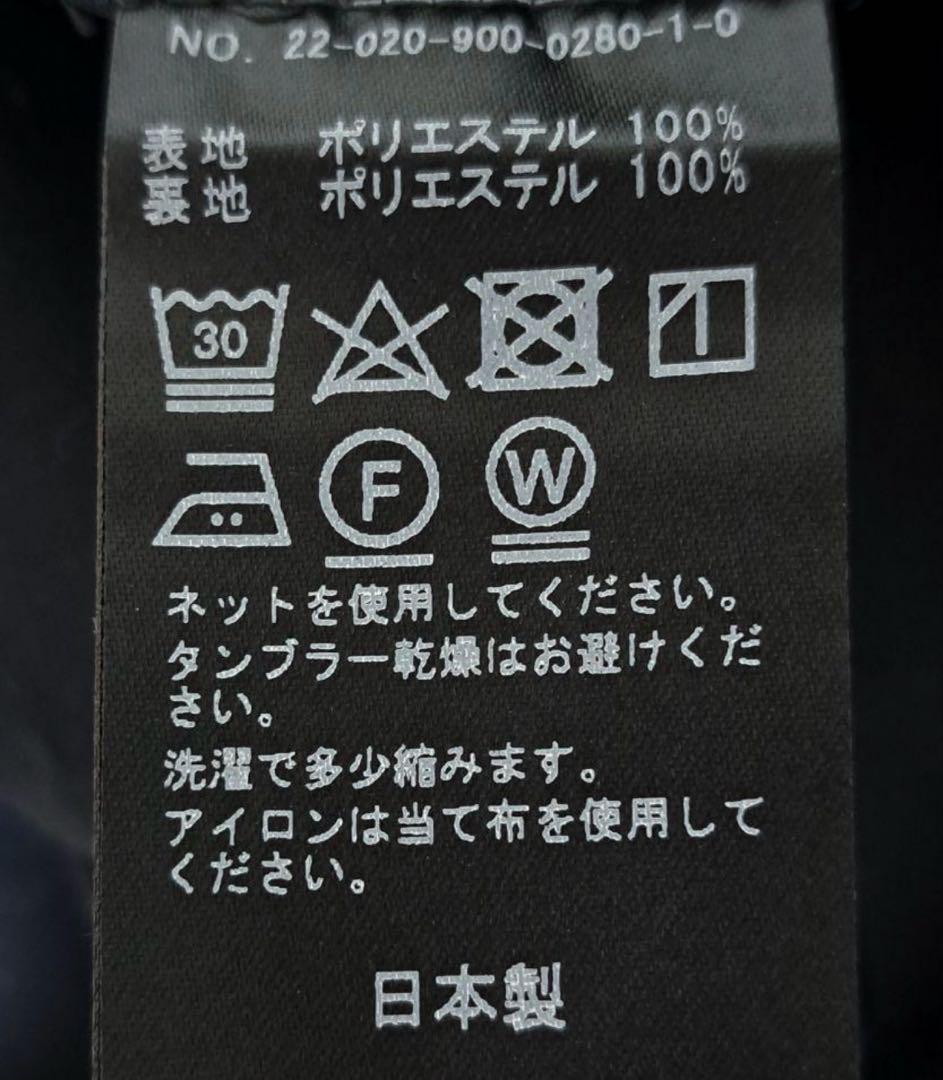 NO. 22-020-900-0280-1-0
表地 ポリエステル 100%
裏地 ポリエステル 100%
30
F W
ネットを使用してください。
タンブラー乾燥はお避けくだ
さい。
洗濯で多少縮みます。
アイロンは当て布を使用して
ください。
日本製